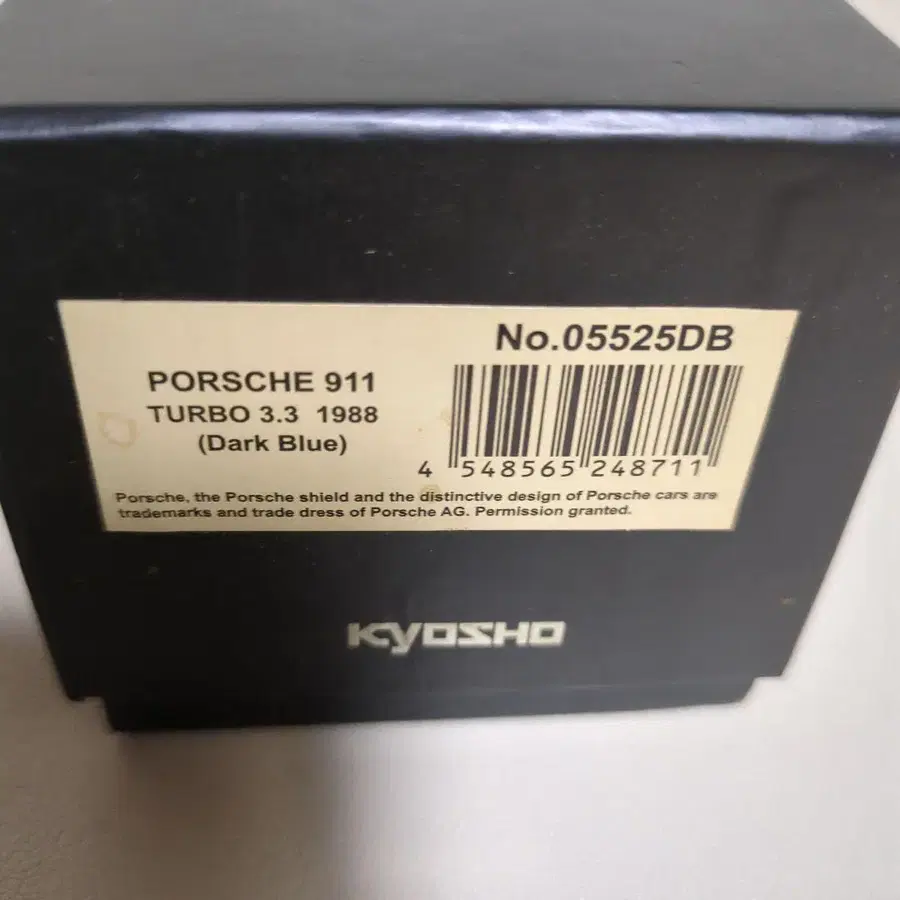 No.05525DB
PORSCHE 911
TURBO 3.3 1988
(Dark Blue)
4 548565 248711
Porsche, the Porsche shield and the distinctive design of Porsche cars are
trademarks and trade dress of Porsche AG. Permission granted.
KYOSHO